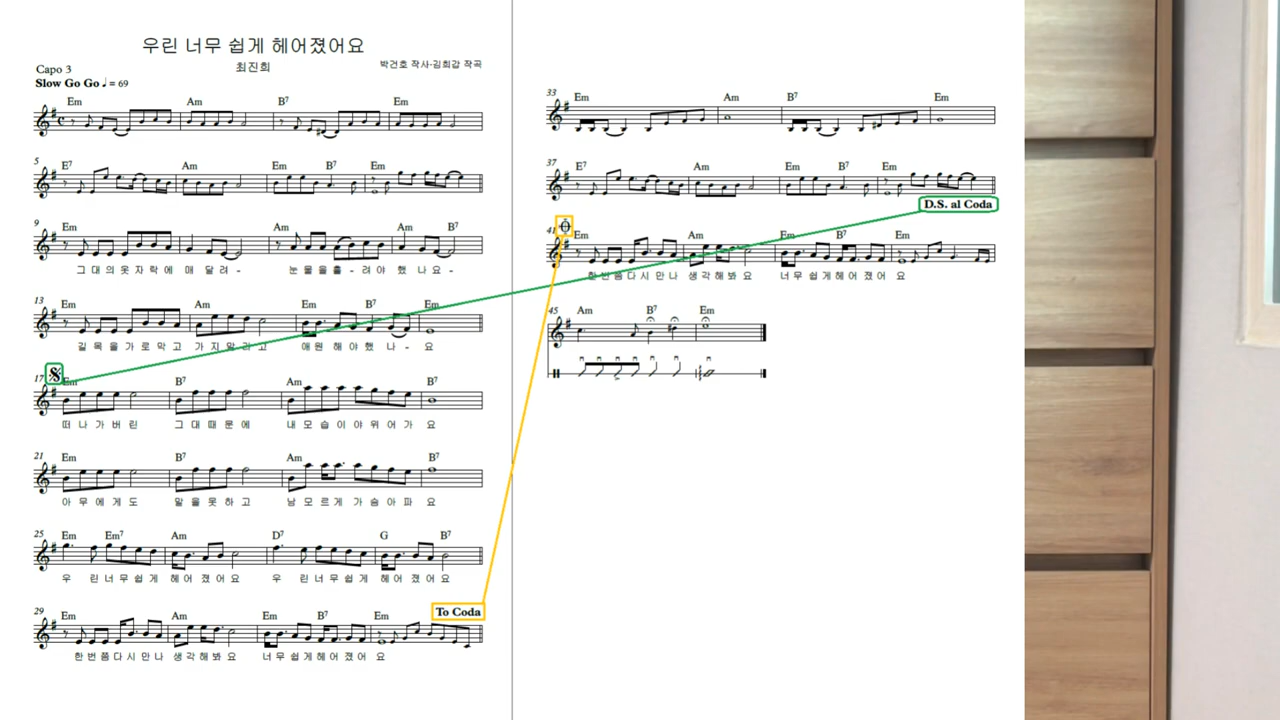 우린 너무 쉽게 헤어졌어요
최진희
박건호 작사-김희갑 작곡
Capo 3
Slow Go Go ♩= 69
Em Am B7 Em
5
E7 Am Em B7 Em
9
Em Am Am B7
그대의옷자락에 매 달려- 눈물을흘-려야 했 나요-
13
Em Am Em B7 Em
길목을가로막고 가지말라고 애원해야했 나-요
17
Em B7 Am B7
떠나가버린 그대때문에 내모습이야위어가 요
21
Em B7 Am B7
아무에게도 말을못하고 남모르게가슴아파 요
25
Em Em7 Am D7 G B7
우 린너무쉽게 헤어졌어요 우 린너무쉽게 헤어졌어요
29
Em Am Em B7 Em
To Coda
한번쯤다시만나 생각해봐요 너무쉽게헤어졌어 요
33
Em Am B7 Em
37
E7 Am Em B7 Em
D.S. al Coda
41
Em Am Em B7 Em
한번쯤다시만나 생각해봐요 너무쉽게헤어졌어 요
45
Am B7 Em